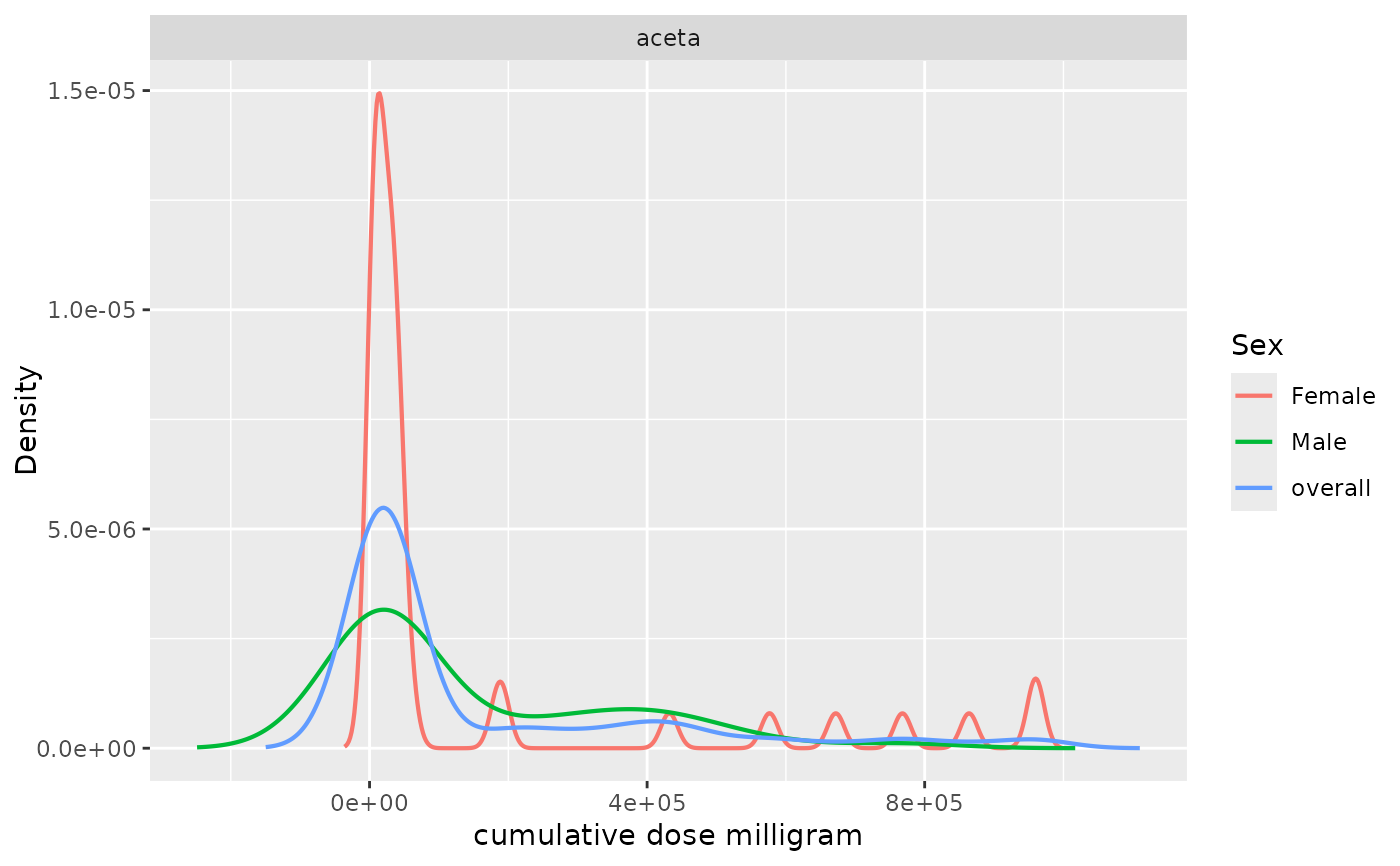 aceta
1.5e-05
1.0e-05
5.0e-06
0.0e+00
Density
0e+00 4e+05 8e+05
cumulative dose milligram
Sex
Female
Male
overall